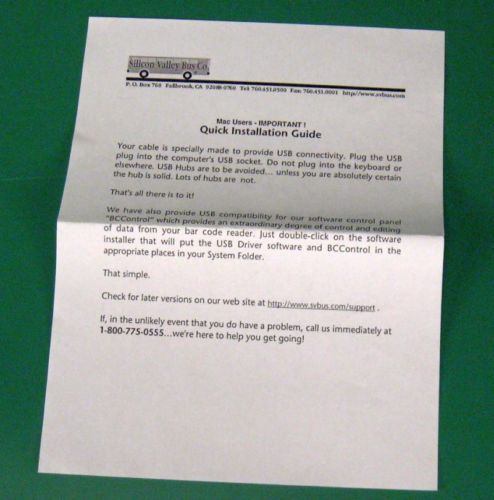 Silicon Valley Bus Co.
P. O. Box 760 Fallbrook, CA 92088-0760 Tel: 760.451.0500 Fax: 760.451.0001 http://www.svbus.com
Mac Users - IMPORTANT !
Quick Installation Guide
Your cable is specially made to provide USB connectivity. Plug the USB
plug into the computer's USB socket. Do not plug into the keyboard or
elsewhere. USB Hubs are to be avoided... unless you are absolutely certain
the hub is solid. Lots of hubs are not.
That's all there is to it!
We have also provide USB compatibility for our software control panel
"BCControl" which provides an extraordinary degree of control and editing
of data from your bar code reader. Just double-click on the software
installer that will put the USB Driver software and BCControl in the
appropriate places in your System Folder.
That simple.
Check for later versions on our web site at http://www.svbus.com/support .
If, in the unlikely event that you do have a problem, call us immediately at
1-800-775-0555...we're here to help you get going!